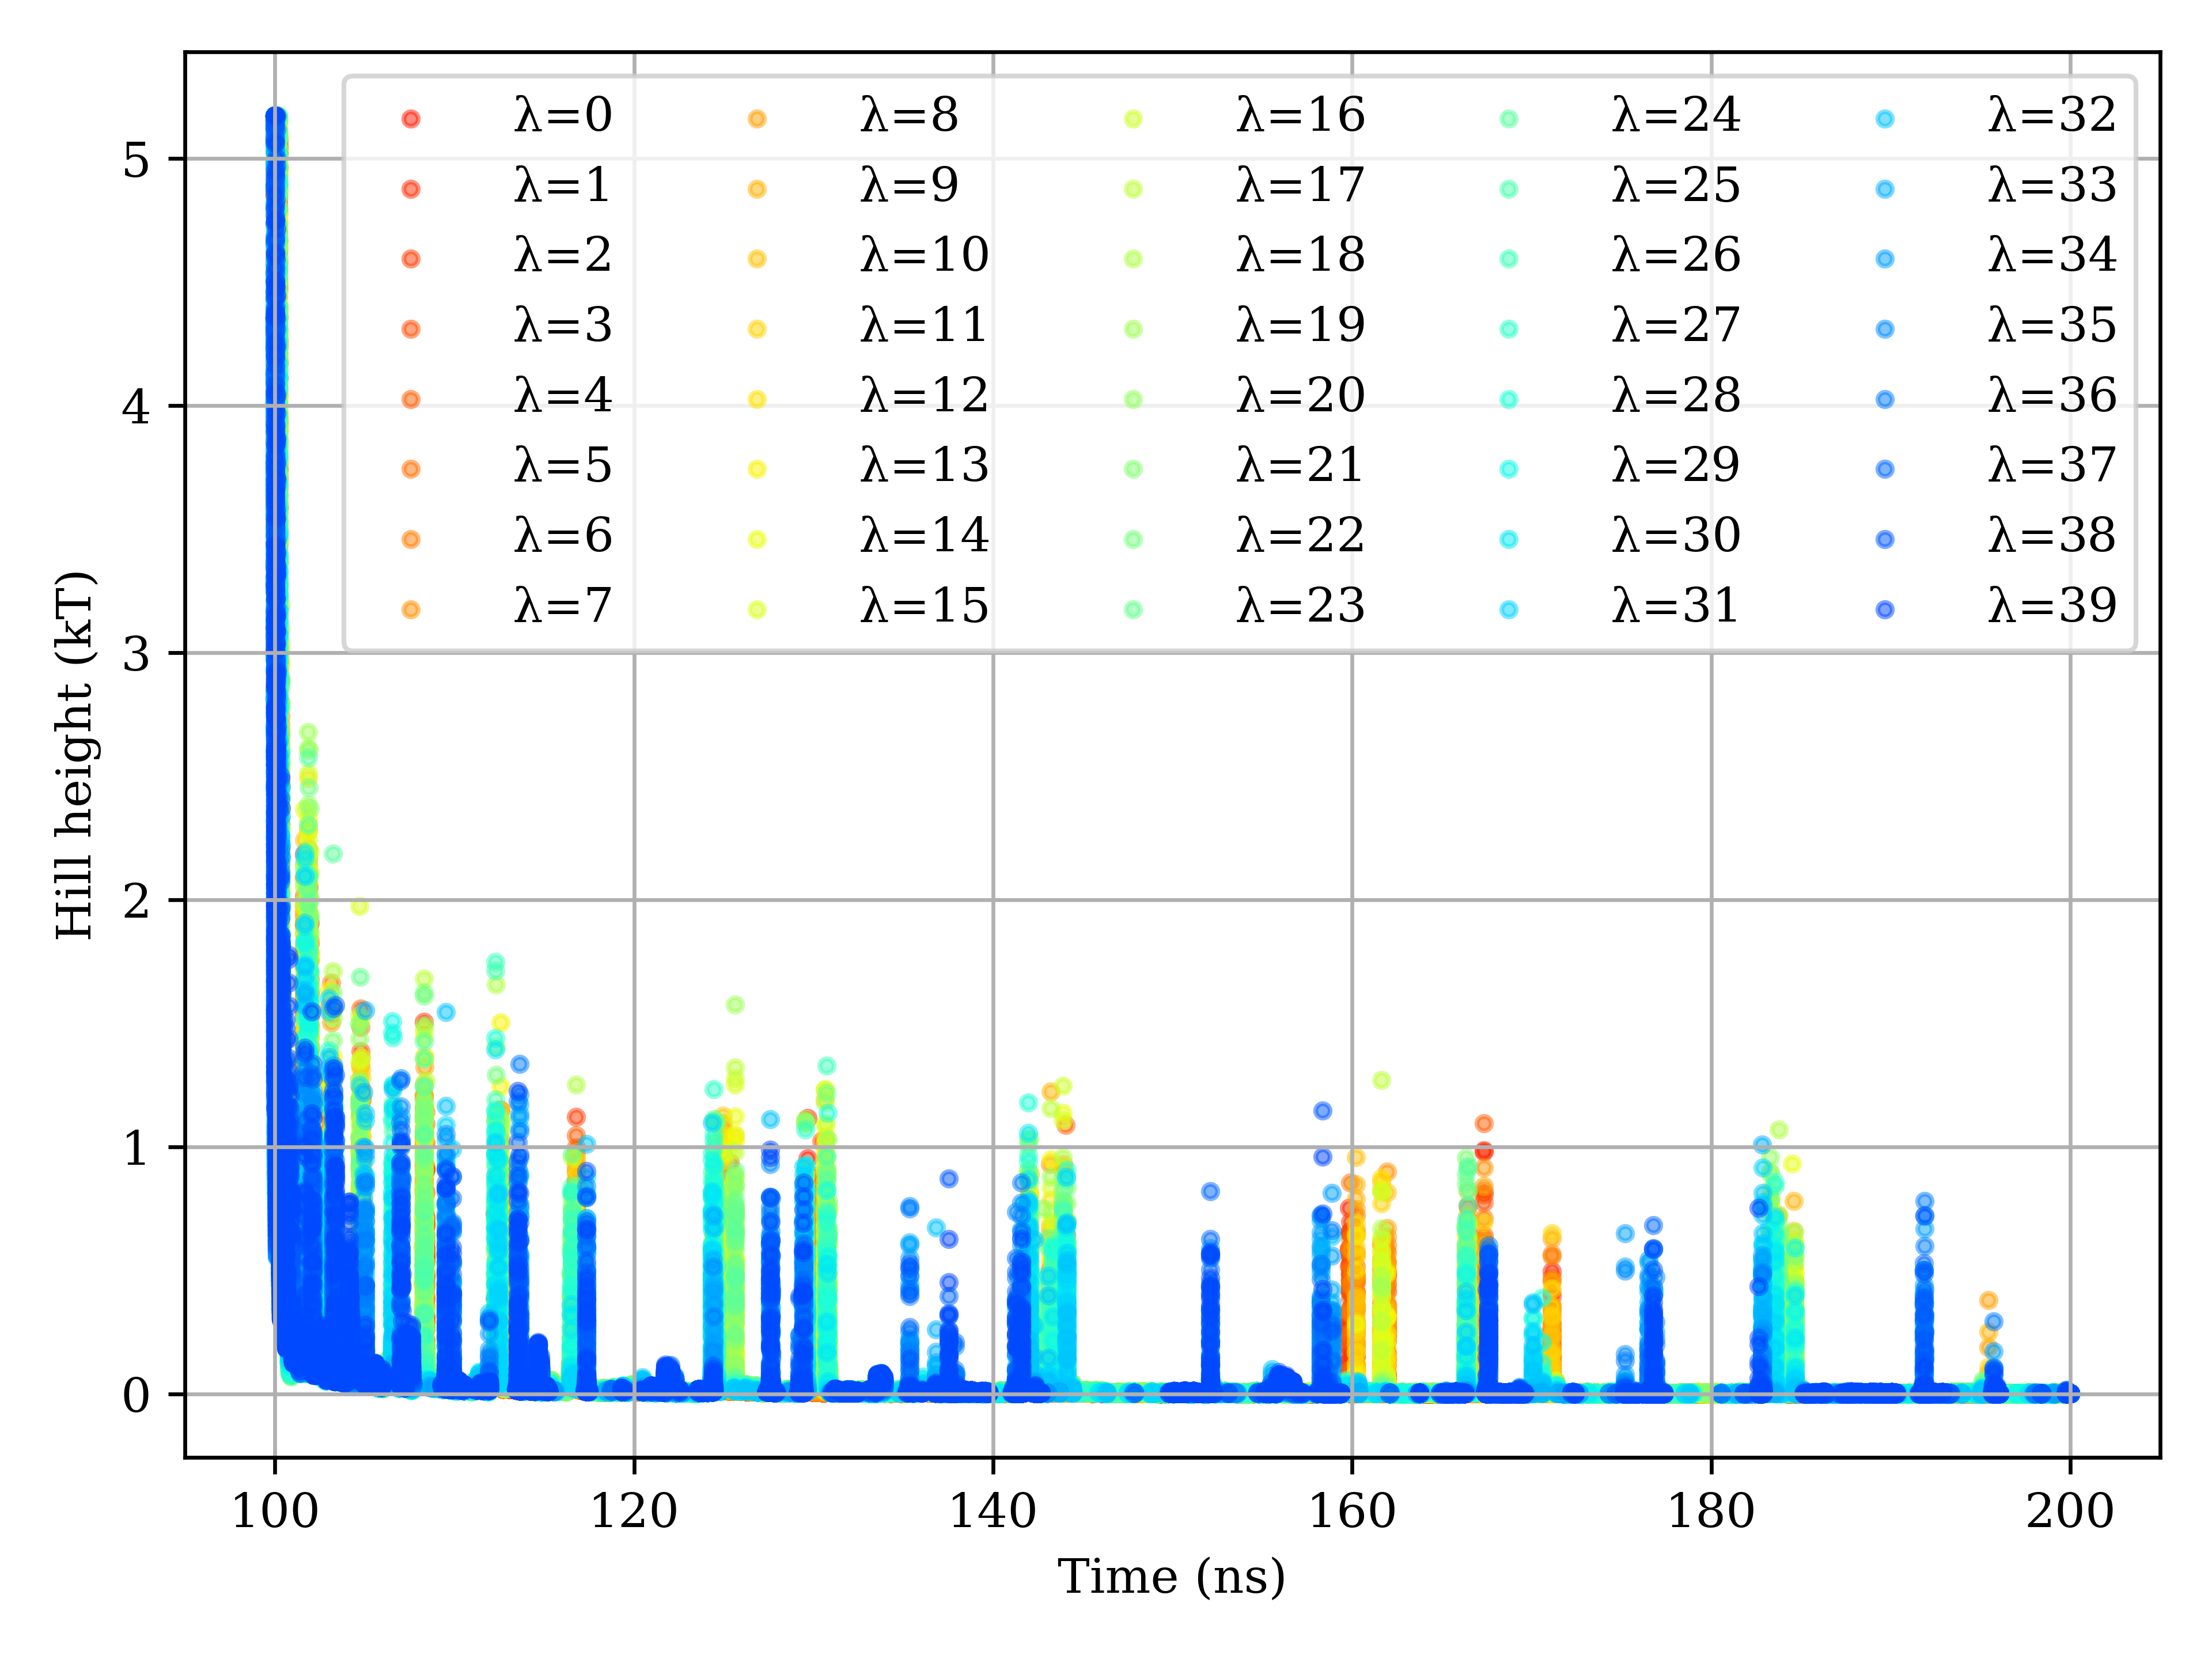 λ=0 λ=8 λ=16 λ=24 λ=32
λ=1 λ=9 λ=17 λ=25 λ=33
λ=2 λ=10 λ=18 λ=26 λ=34
λ=3 λ=11 λ=19 λ=27 λ=35
λ=4 λ=12 λ=20 λ=28 λ=36
λ=5 λ=13 λ=21 λ=29 λ=37
λ=6 λ=14 λ=22 λ=30 λ=38
λ=7 λ=15 λ=23 λ=31 λ=39
5
4
3
2
1
0
Hill height (kT)
100 120 140 160 180 200
Time (ns)